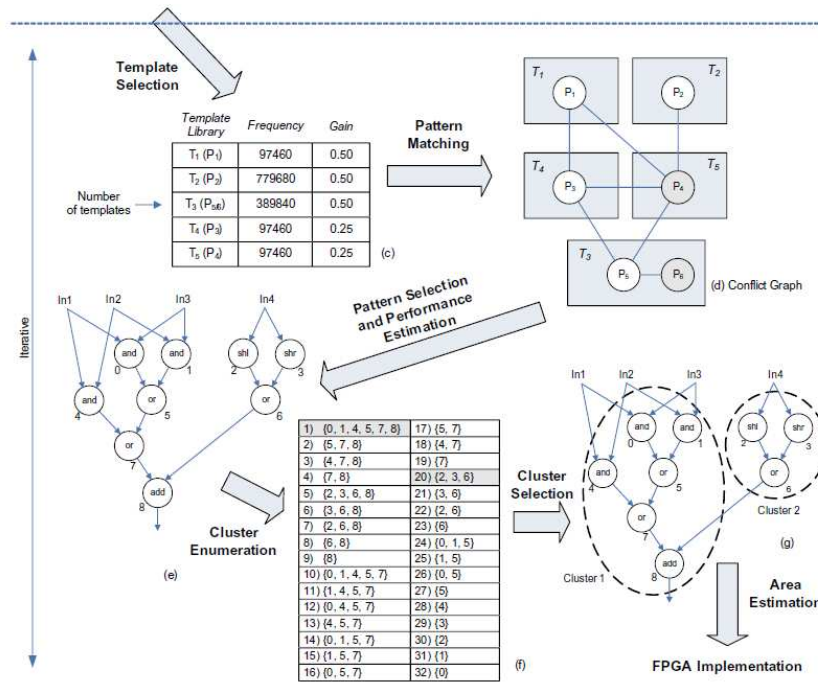 Template
Selection
Template
Library
Frequency
Gain
T1 (P1) 97460 0.50
T2 (P2) 779680 0.50
T3 (P5/6) 389840 0.50
T4 (P3) 97460 0.25
T5 (P4) 97460 0.25
Number
of templates
(c)
Pattern
Matching
T1
P1
T2
P2
T4
P3
T5
P4
T3
P5
P6
(d) Conflict Graph
Pattern Selection
and Performance
Estimation
Iterative
In1 In2 In3 In4
and and shl shr
0 1 2 3
and or or
4 5 6
or
7
add
8
(e)
Cluster
Enumeration
1) {0, 1, 4, 5, 7, 8} 17) {5, 7}
2) {5, 7, 8} 18) {4, 7}
3) {4, 7, 8} 19) {7}
4) {7, 8} 20) {2, 3, 6}
5) {2, 3, 6, 8} 21) {3, 6}
6) {3, 6, 8} 22) {2, 6}
7) {2, 6, 8} 23) {6}
8) {6, 8} 24) {0, 1, 5}
9) {8} 25) {1, 5}
10) {0, 1, 4, 5, 7} 26) {0, 5}
11) {1, 4, 5, 7} 27) {5}
12) {0, 4, 5, 7} 28) {4}
13) {4, 5, 7} 29) {3}
14) {0, 1, 5, 7} 30) {2}
15) {1, 5, 7} 31) {1}
16) {0, 5, 7} 32) {0}
(f)
Cluster
Selection
In1 In2 In3 In4
and and shl shr
0 1 2 3
and or or
4 5 6
or
7
Cluster 2
add
8
Cluster 1
(g)
Area
Estimation
FPGA Implementation